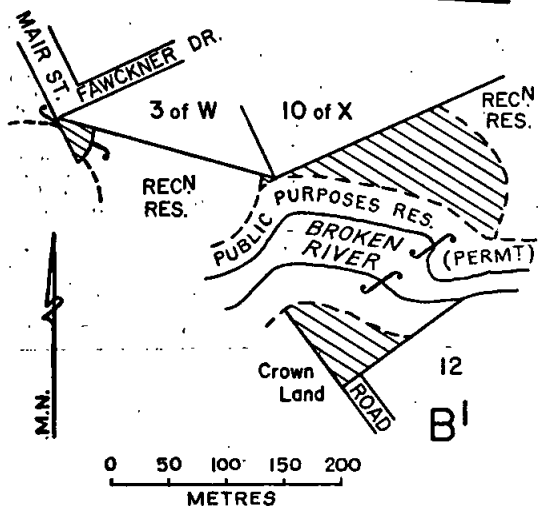 MAIR ST.
FAWCKNER DR.
3 of W
10 of X
RECN
RES.
RECN
RES.
PUBLIC PURPOSES RES.
(PERMT)
BROKEN
RIVER
M.N.
Crown
Land
ROAD
12
B1
0 50 100 150 200
METRES